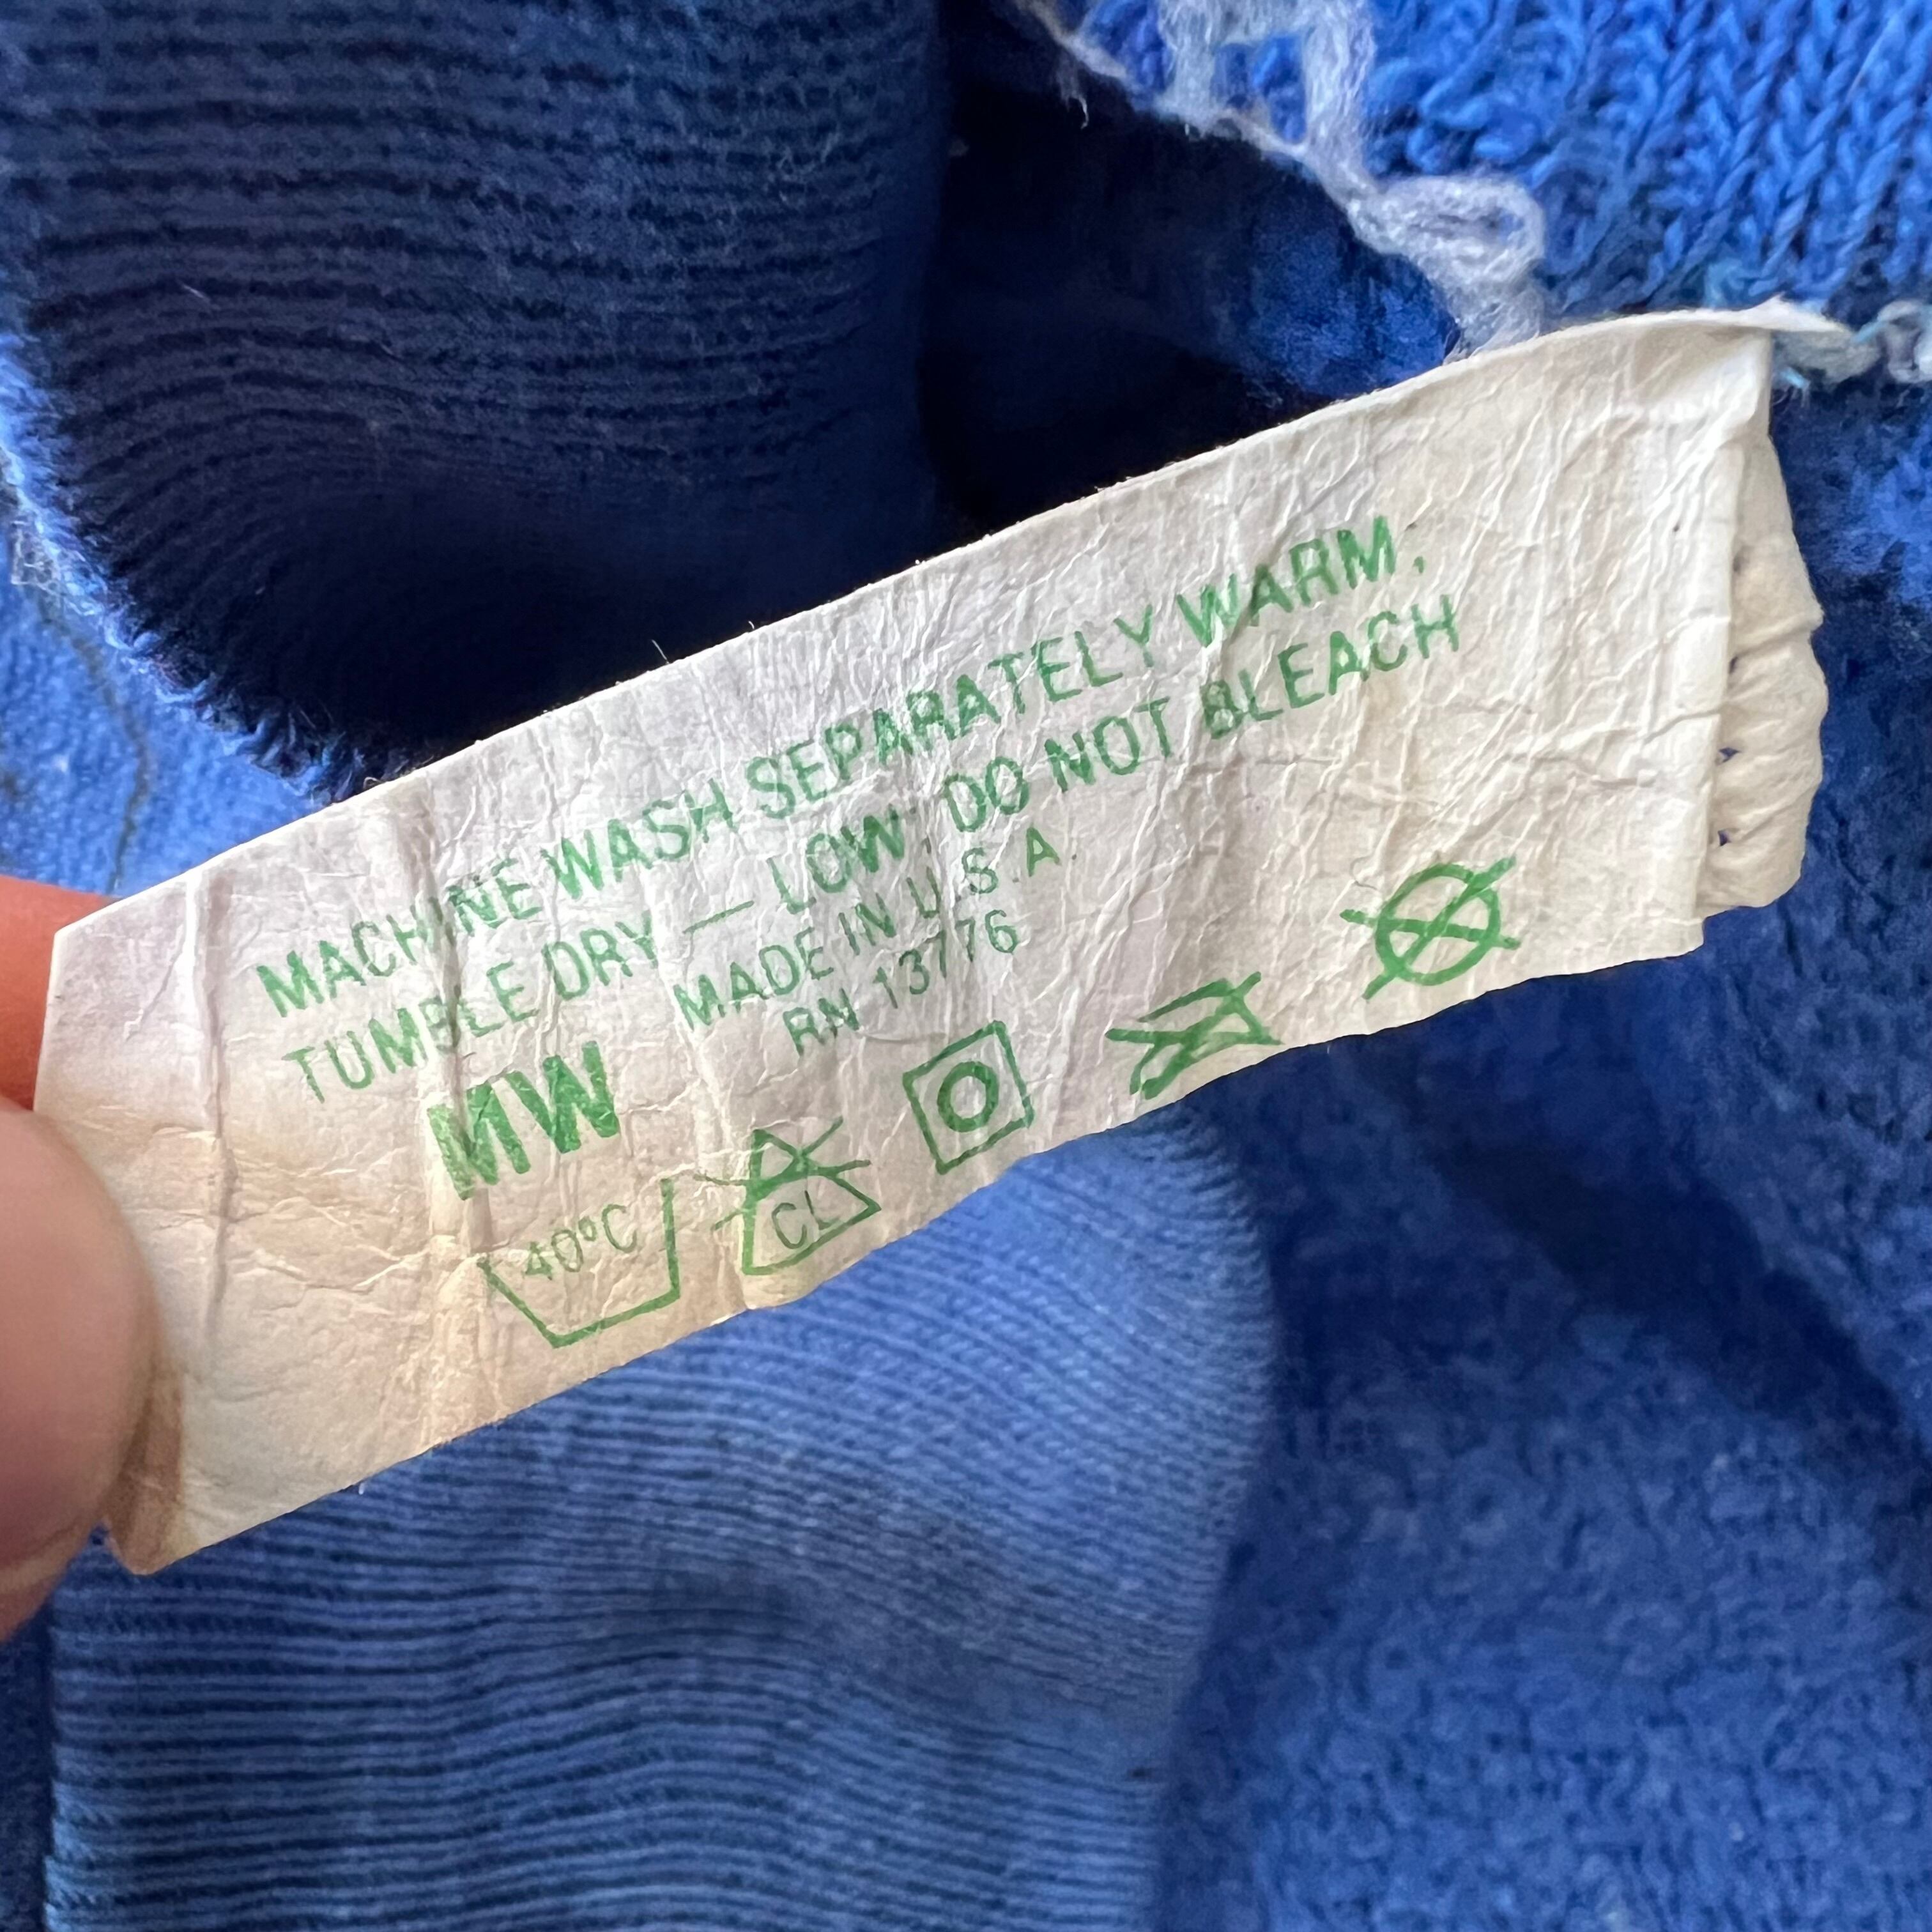 MACHINE WASH SEPARATELY WARM,
TUMBLE DRY — LOW; DO NOT BLEACH
MADE IN U.S.A.
RN 13776
MW
40°C
CL